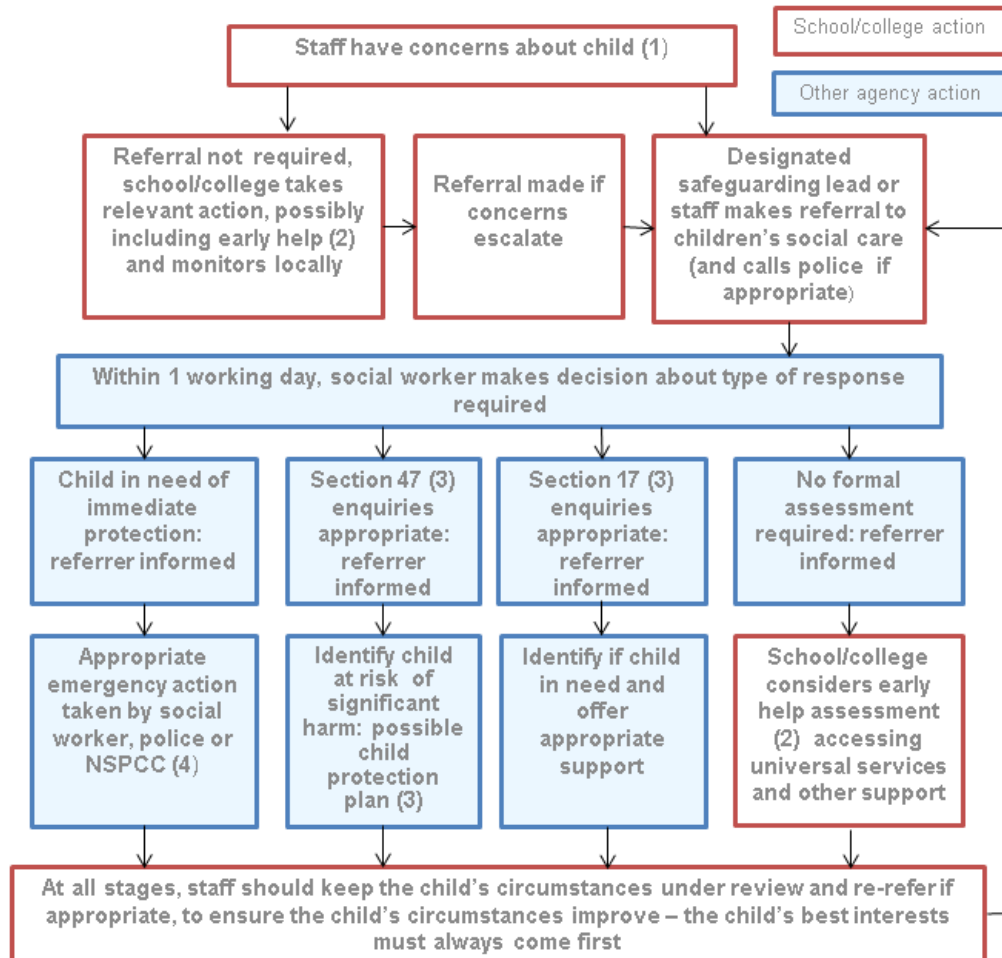 Staff have concerns about child (1)
School/college action
Other agency action
Referral not required,
school/college takes
relevant action, possibly
including early help (2)
and monitors locally
Referral made if
concerns
escalate
Designated
safeguarding lead or
staff makes referral to
children's social care
(and calls police if
appropriate)
Within 1 working day, social worker makes decision about type of response
required
Child in need of
immediate
protection:
referrer informed
Section 47 (3)
enquiries
appropriate:
referrer
informed
Section 17 (3)
enquiries
appropriate:
referrer
informed
No formal
assessment
required: referrer
informed
Appropriate
emergency action
taken by social
worker, police or
NSPCC (4)
Identify child
at risk of
significant
harm: possible
child
protection
plan (3)
Identify if child
in need and
offer
appropriate
support
School/college
considers early
help assessment
(2) accessing
universal services
and other support
At all stages, staff should keep the child's circumstances under review and re-refer if
appropriate, to ensure the child's circumstances improve – the child's best interests
must always come first